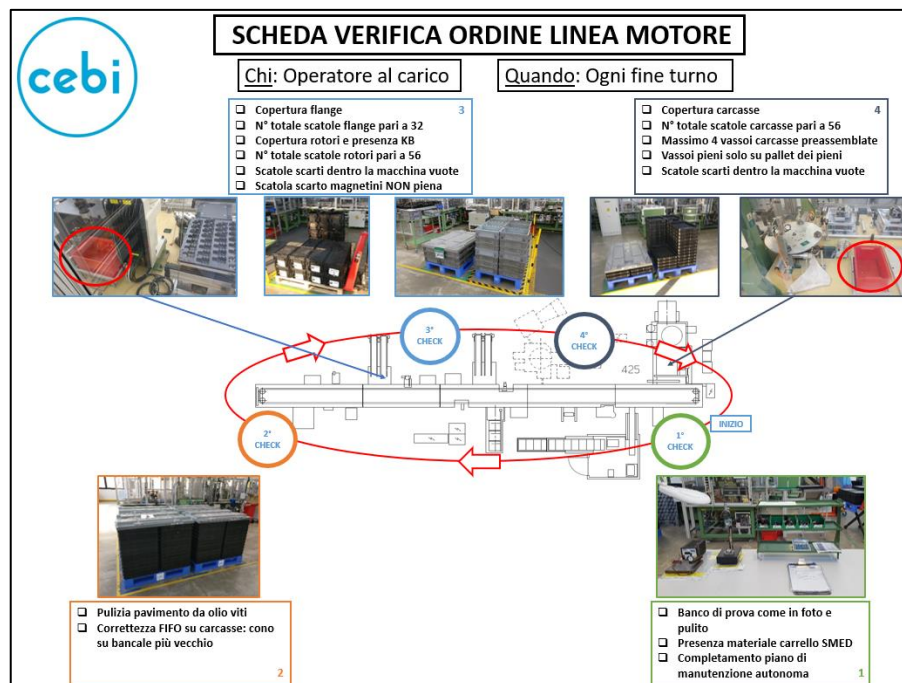 cebi
SCHEDA VERIFICA ORDINE LINEA MOTORE
Chi: Operatore al carico
Quando: Ogni fine turno
3
Copertura flange
N° totale scatole flange pari a 32
Copertura rotori e presenza KB
N° totale scatole rotori pari a 56
Scatole scarti dentro la macchina vuote
Scatola scarto magnetini NON piena
4
Copertura carcasse
N° totale scatole carcasse pari a 56
Massimo 4 vassoi carcasse preassemblate
Vassoi pieni solo su pallet dei pieni
Scatole scarti dentro la macchina vuote
3°
CHECK
4°
CHECK
425
2°
CHECK
1°
CHECK
INIZIO
Pulizia pavimento da olio viti
Correttezza FIFO su carcasse: cono
su bancale più vecchio
2
Banco di prova come in foto e
pulito
Presenza materiale carrello SMED
Completamento piano di
manutenzione autonoma
1